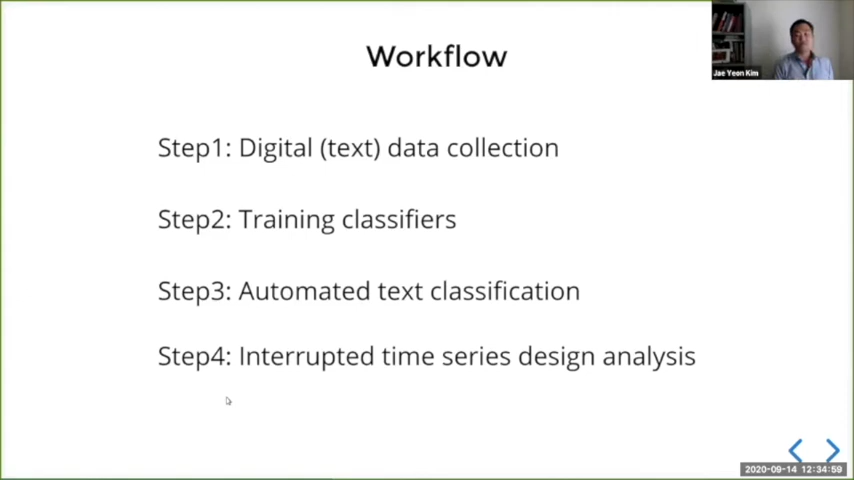 Workflow
Jae Yeon Kim
Step1: Digital (text) data collection
Step2: Training classifiers
Step3: Automated text classification
Step4: Interrupted time series design analysis
2020-09-14 12:34:59